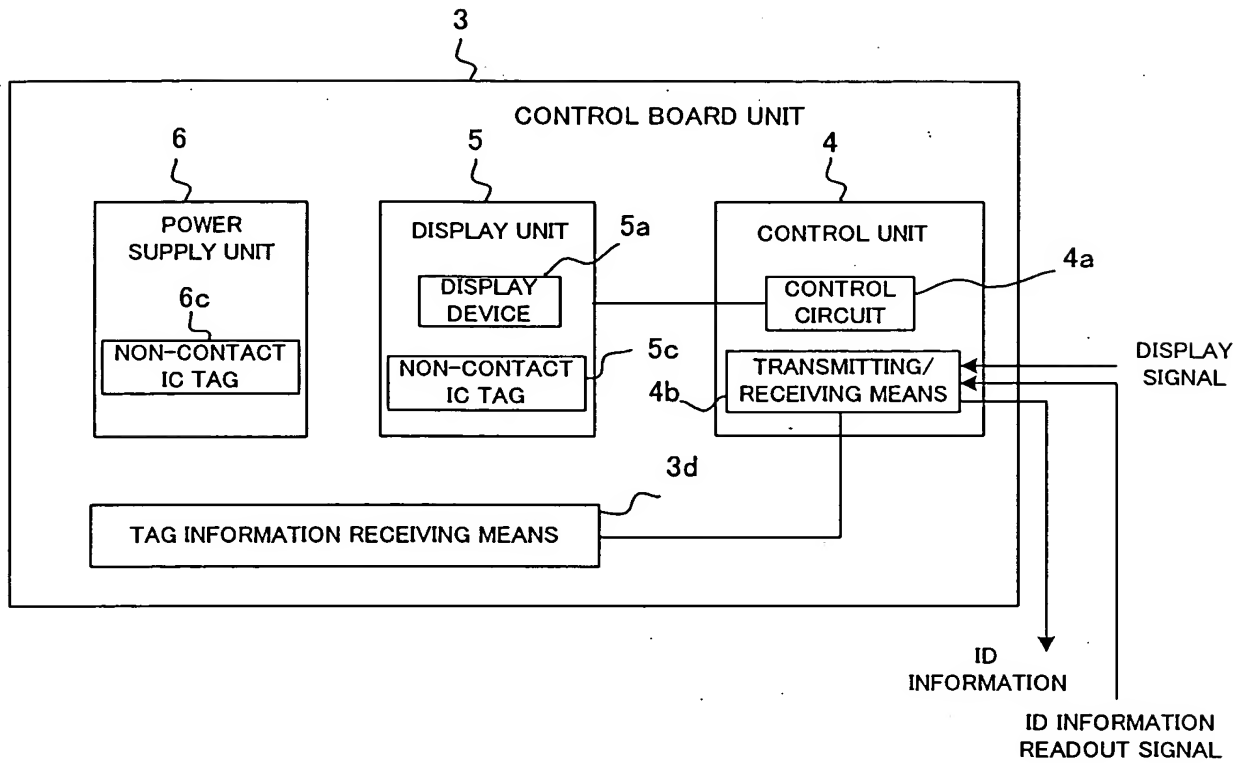 3
CONTROL BOARD UNIT
6
5
4
POWER
SUPPLY UNIT
6c
NON-CONTACT
IC TAG
DISPLAY UNIT
5a
DISPLAY
DEVICE
5c
NON-CONTACT
IC TAG
CONTROL UNIT
4a
CONTROL
CIRCUIT
4b
TRANSMITTING/
RECEIVING MEANS
DISPLAY
SIGNAL
3d
TAG INFORMATION RECEIVING MEANS
ID
INFORMATION
ID INFORMATION
READOUT SIGNAL